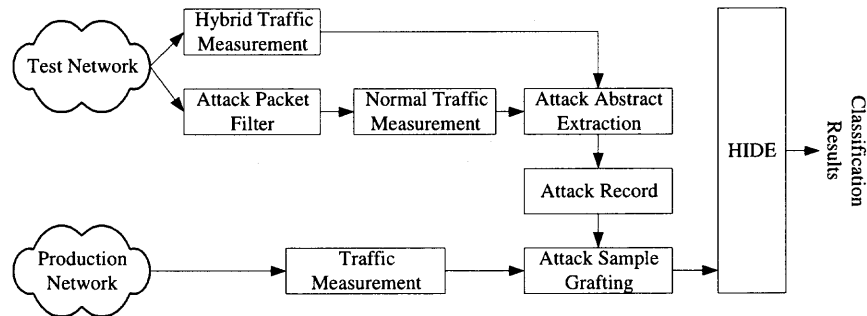 Hybrid Traffic
Measurement
Test Network
Attack Packet
Filter
Normal Traffic
Measurement
Attack Abstract
Extraction
Attack Record
Production
Network
Traffic
Measurement
Attack Sample
Grafting
HIDE
Classification
Results